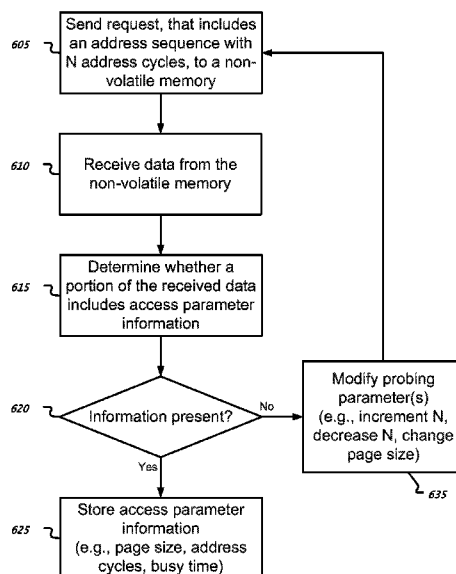 605
Send request, that includes
an address sequence with
N address cycles, to a non-
volatile memory
610
Receive data from the
non-volatile memory
615
Determine whether a
portion of the received data
includes access parameter
information
620
Information present?
No
Yes
Modify probing
parameter(s)
(e.g., increment N,
decrease N, change
page size)
635
625
Store access parameter
information
(e.g., page size, address
cycles, busy time)